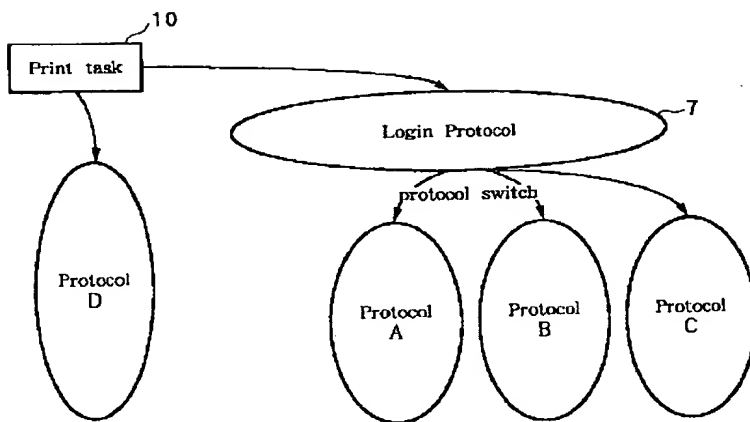 10
Print task
7
Login Protocol
protocol switch
Protocol
D
Protocol
A
Protocol
B
Protocol
C